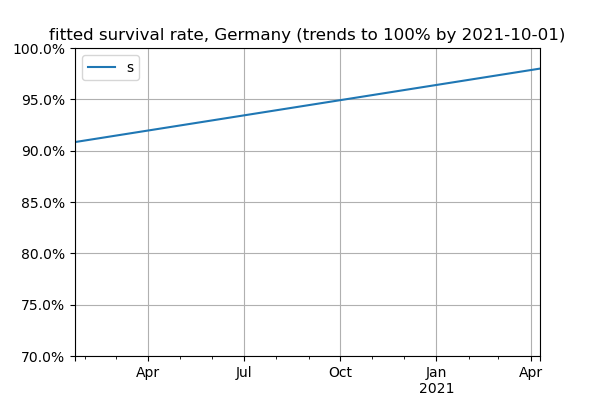 fitted survival rate, Germany (trends to 100% by 2021-10-01)
100.0%
s
95.0%
90.0%
85.0%
80.0%
75.0%
70.0%
Apr Jul Oct Jan Apr
2021